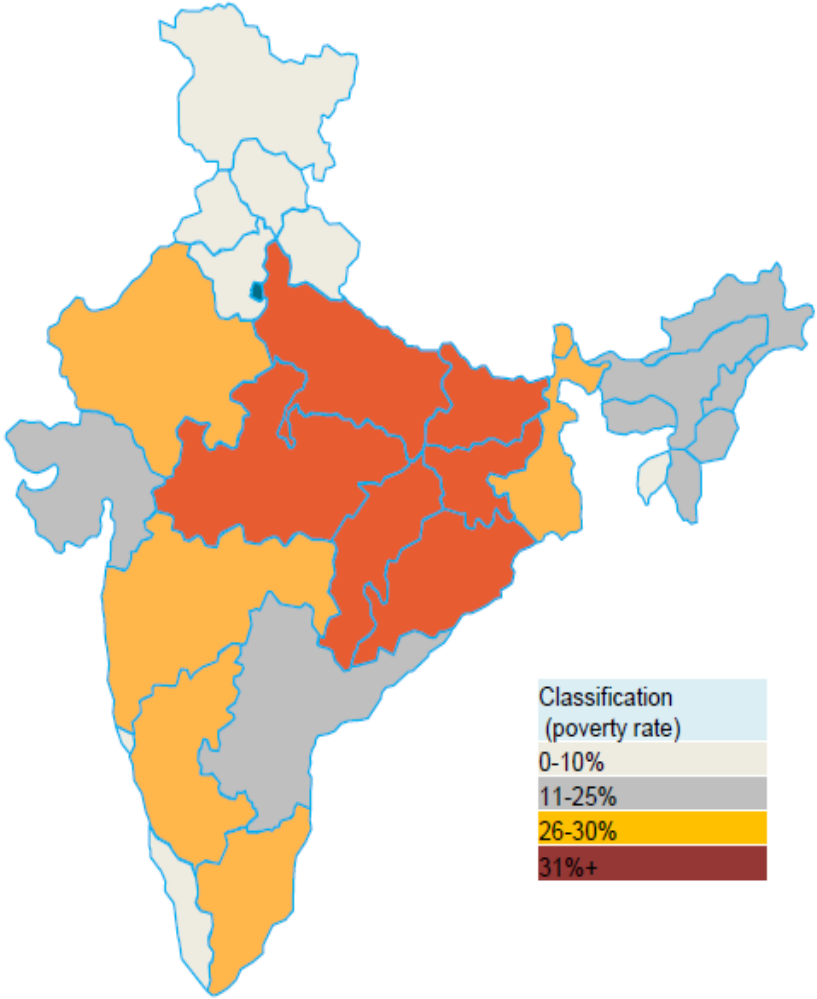 Classification
(poverty rate)
0-10%
11-25%
26-30%
31%+